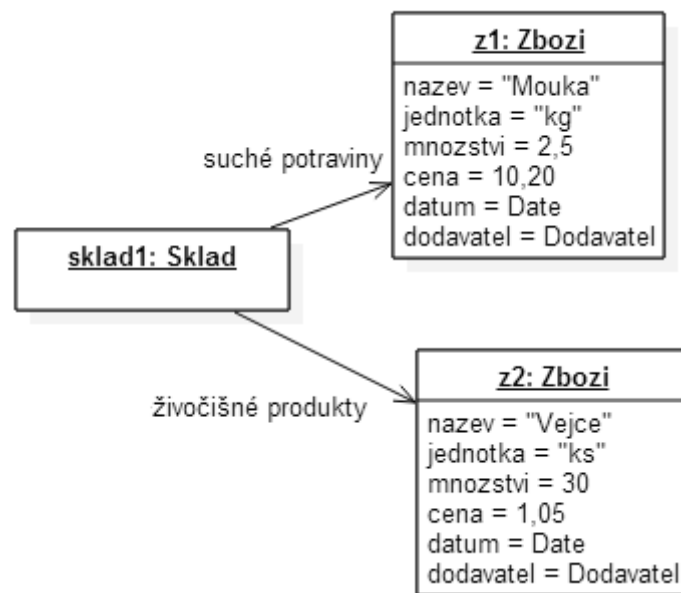 z1: Zbozi
nazev = "Mouka"
jednotka = "kg"
mnozstvi = 2,5
cena = 10,20
datum = Date
dodavatel = Dodavatel
suché potraviny
sklad1: Sklad
živočišné produkty
z2: Zbozi
nazev = "Vejce"
jednotka = "ks"
mnozstvi = 30
cena = 1,05
datum = Date
dodavatel = Dodavatel